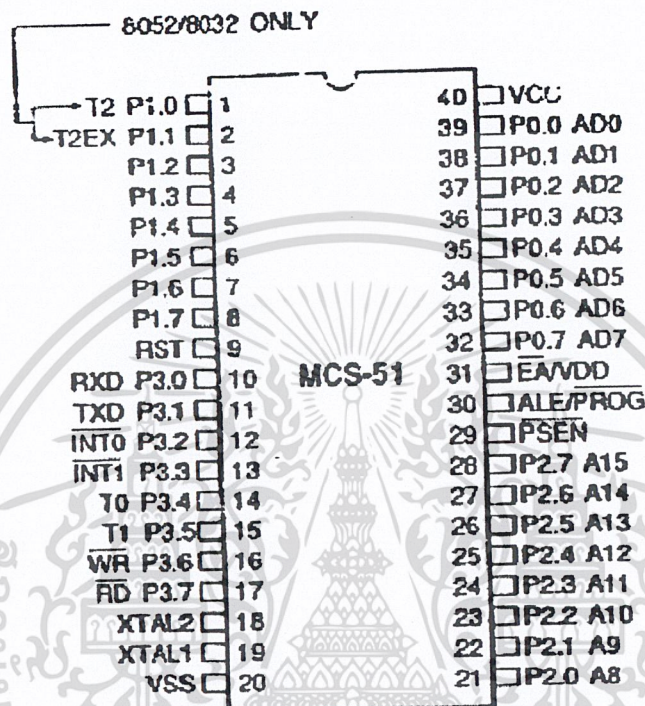 8052/8032 ONLY
T2 P1.0 1
T2EX P1.1 2
P1.2 3
P1.3 4
P1.4 5
P1.5 6
P1.6 7
P1.7 8
RST 9
RXD P3.0 10
TXD P3.1 11
INT0 P3.2 12
INT1 P3.3 13
T0 P3.4 14
T1 P3.5 15
WR P3.6 16
RD P3.7 17
XTAL2 18
XTAL1 19
VSS 20
MCS-51
40 VCC
39 P0.0 AD0
38 P0.1 AD1
37 P0.2 AD2
36 P0.3 AD3
35 P0.4 AD4
34 P0.5 AD5
33 P0.6 AD6
32 P0.7 AD7
31 EA/VDD
30 ALE/PROG
29 PSEN
28 P2.7 A15
27 P2.6 A14
26 P2.5 A13
25 P2.4 A12
24 P2.3 A11
23 P2.2 A10
22 P2.1 A9
21 P2.0 A8